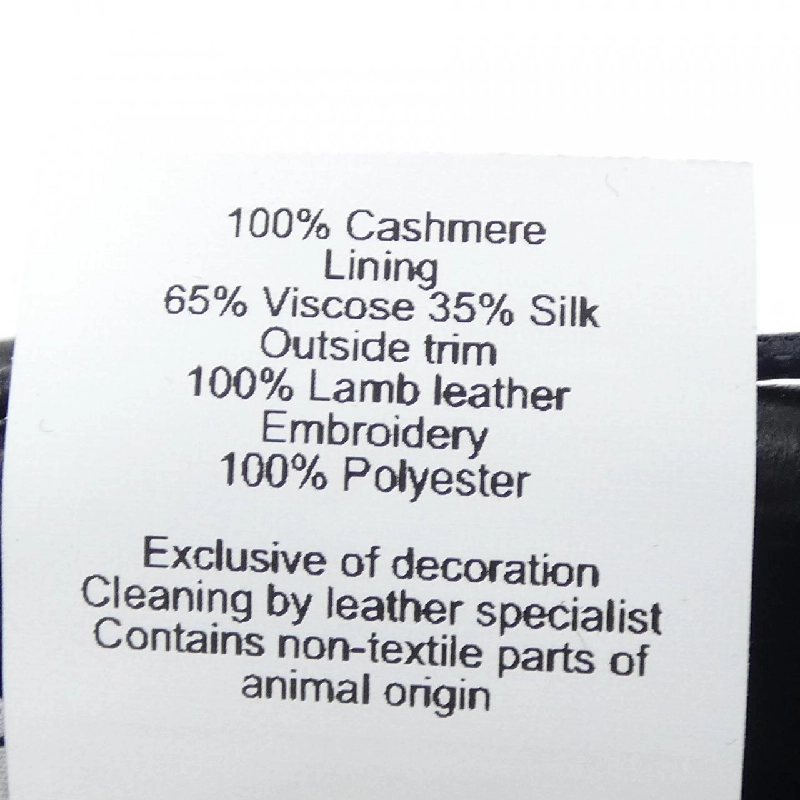 100% Cashmere
Lining
65% Viscose 35% Silk
Outside trim
100% Lamb leather
Embroidery
100% Polyester
Exclusive of decoration
Cleaning by leather specialist
Contains non-textile parts of
animal origin